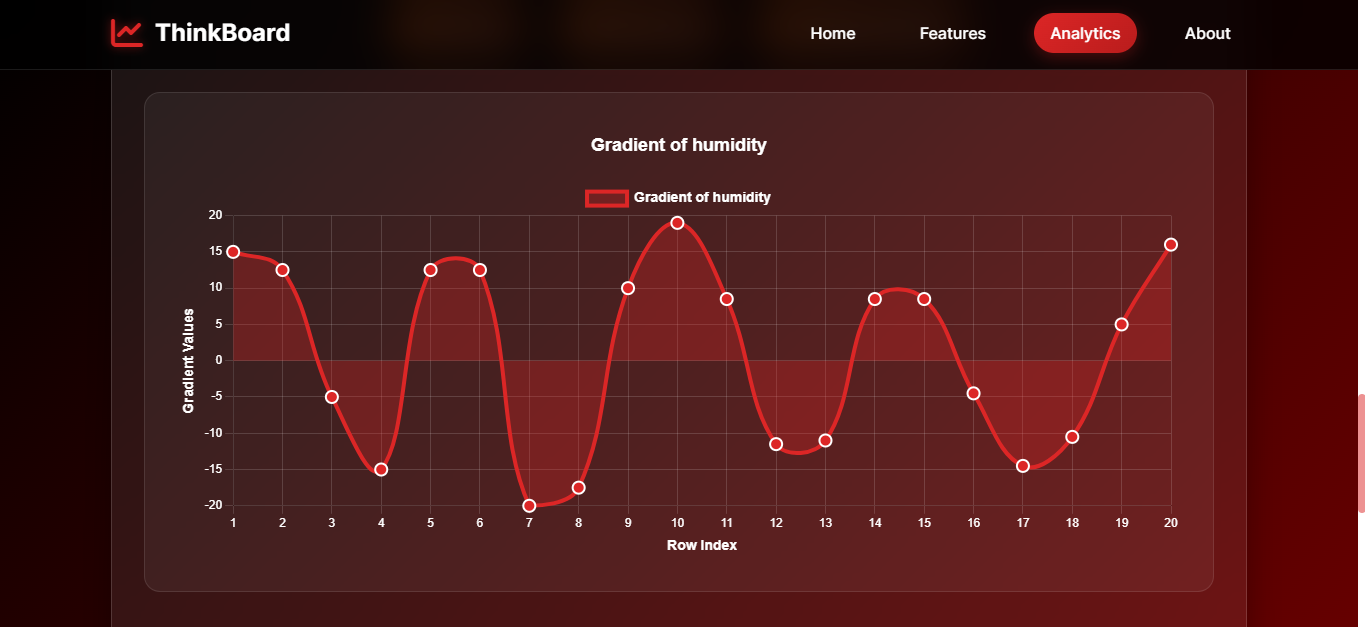 ThinkBoard
Home Features Analytics About
Gradient of humidity
Gradient of humidity
Gradient Values
20
15
10
5
0
-5
-10
-15
-20
1 2 3 4 5 6 7 8 9 10 11 12 13 14 15 16 17 18 19 20
Row Index